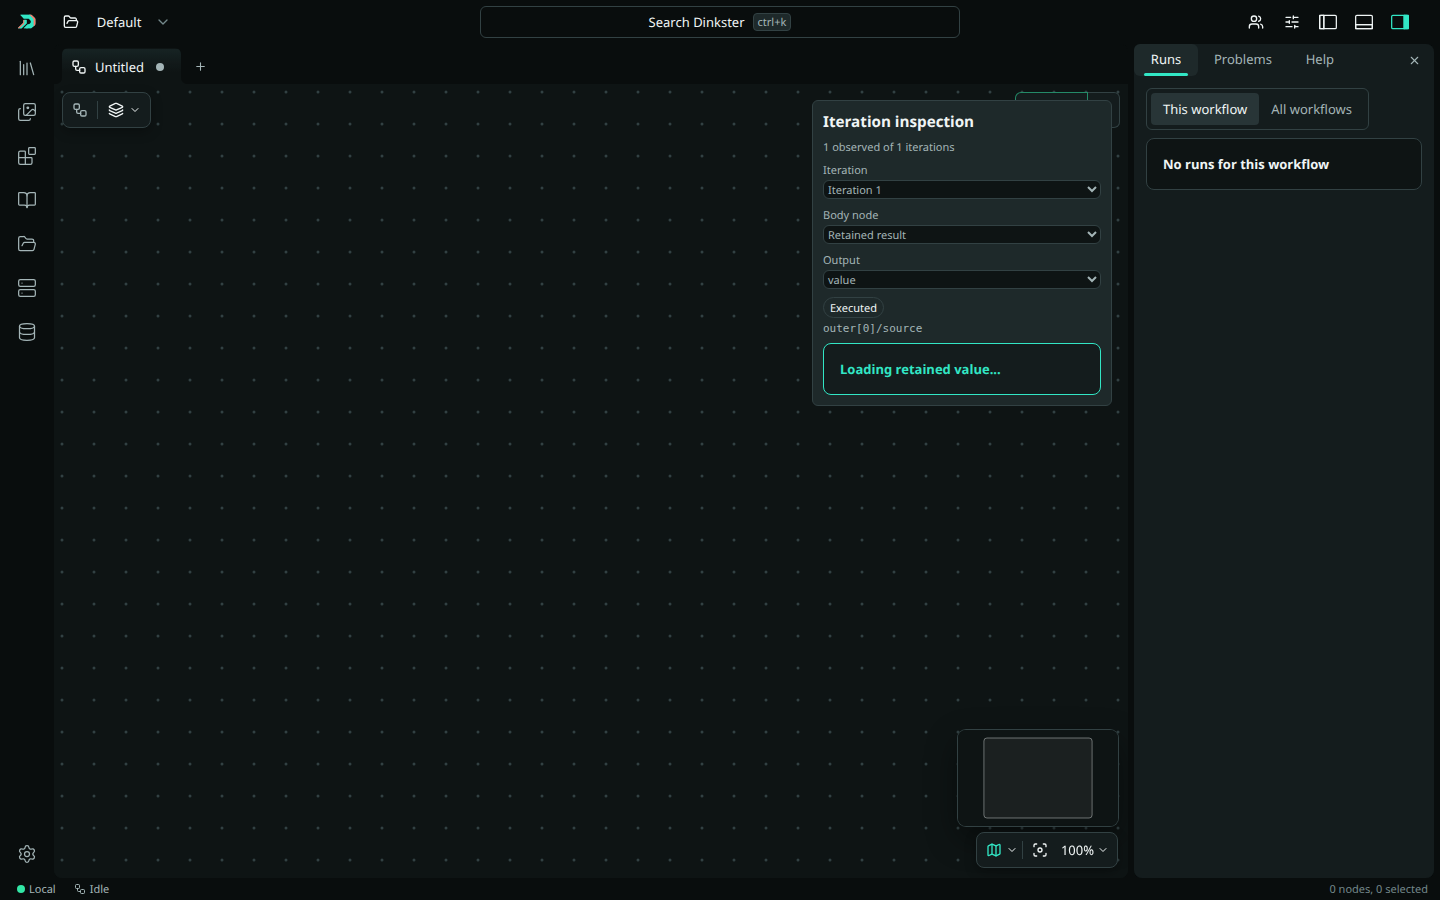 Default
Search Dinkster ctrl+k
Untitled
Runs Problems Help
This workflow All workflows
No runs for this workflow
Iteration inspection
1 observed of 1 iterations
Iteration
Iteration 1
Body node
Retained result
Output
value
Executed
outer[0]/source
Loading retained value...
100%
Local Idle
0 nodes, 0 selected